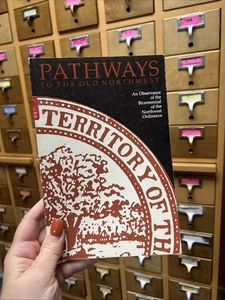 PATHWAYS
TO THE OLD NORTHWEST
An Observance
of the
Bicentennial
of the
Northwest
Ordinance
TERRITORY OF TH